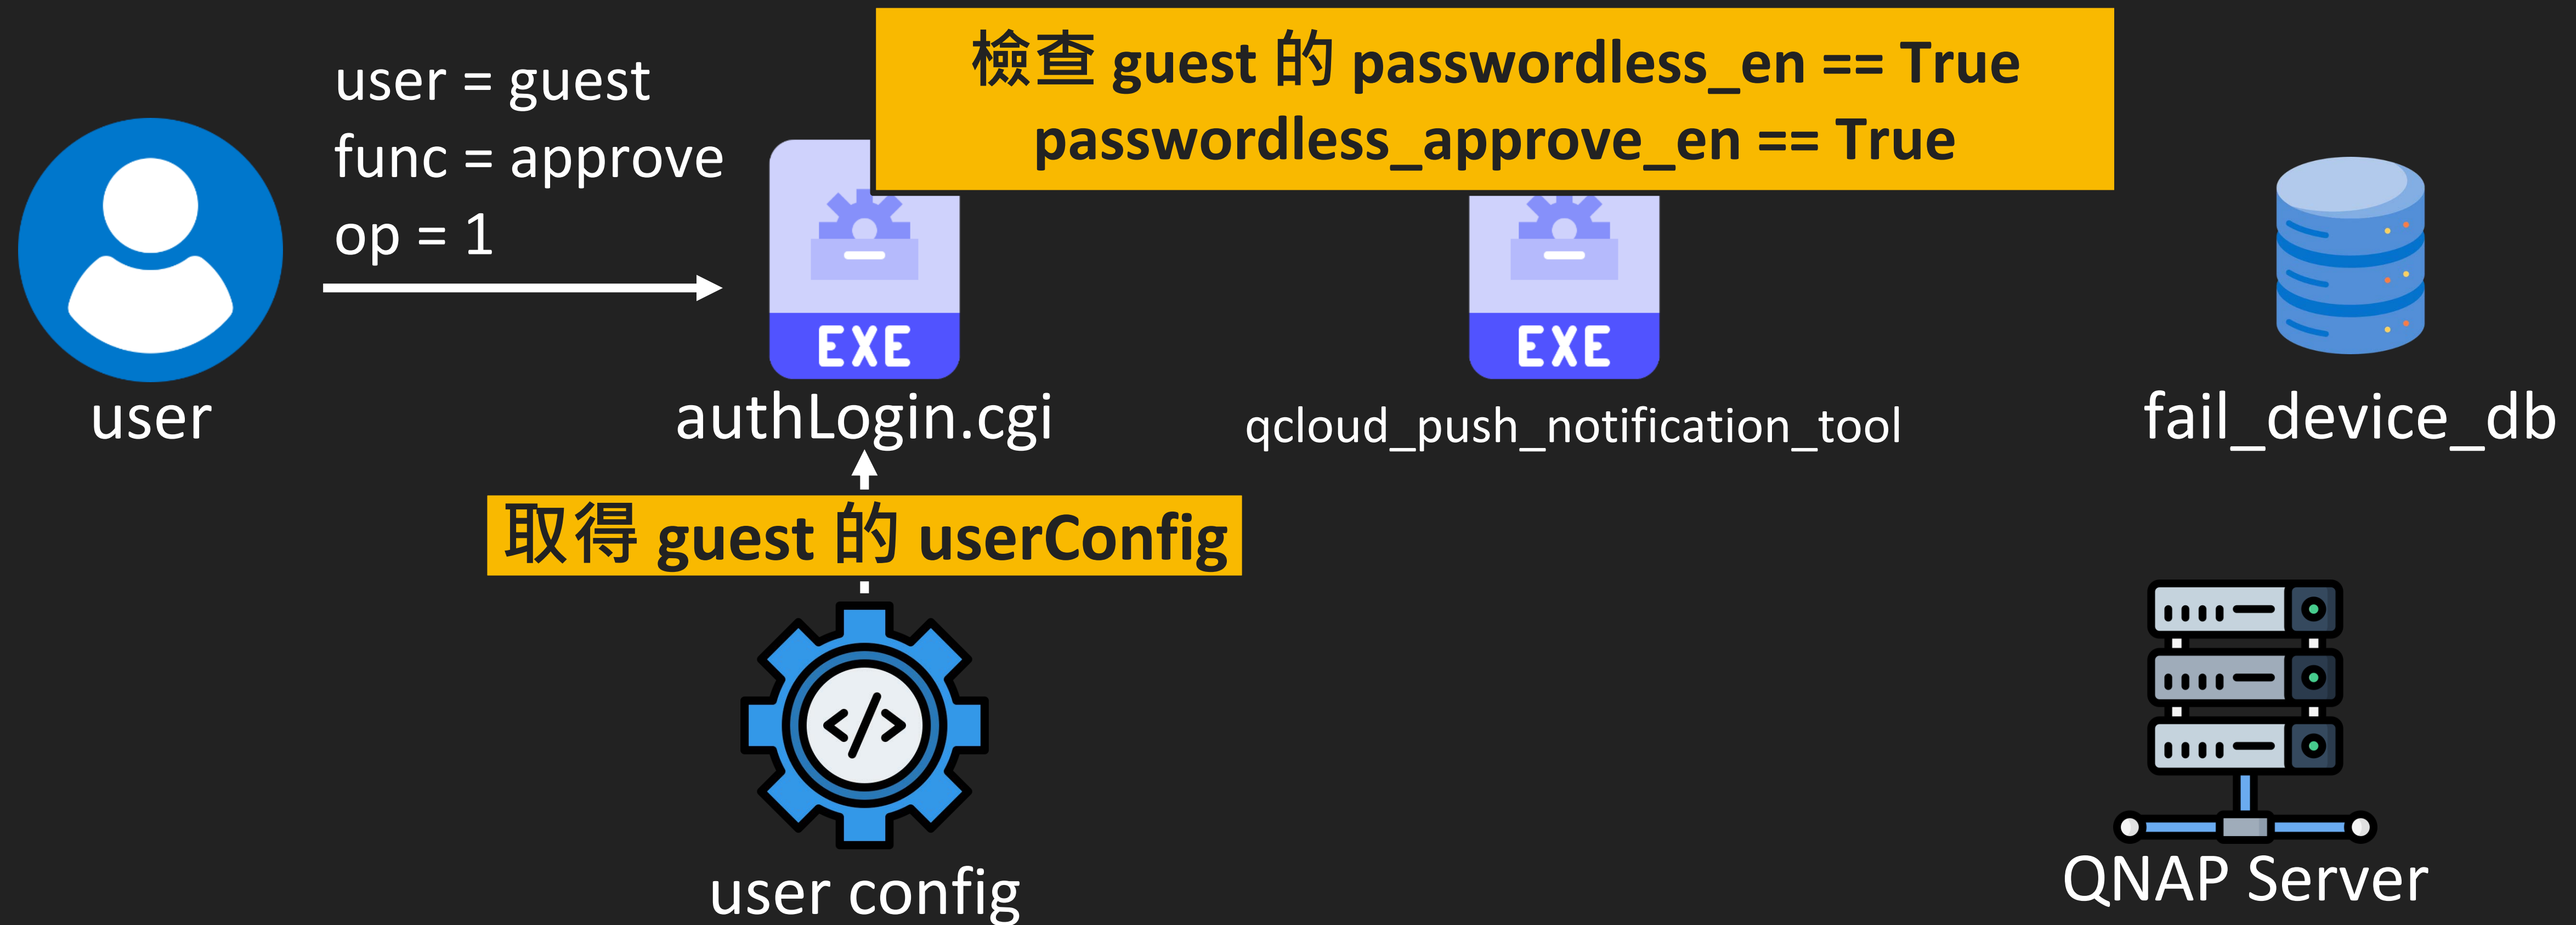 檢查 guest 的 passwordless_en == True
passwordless_approve_en == True
user = guest
func = approve
op = 1
EXE
EXE
user
authLogin.cgi
qcloud_push_notification_tool
fail_device_db
取得 guest 的 userConfig
</>
user config
QNAP Server